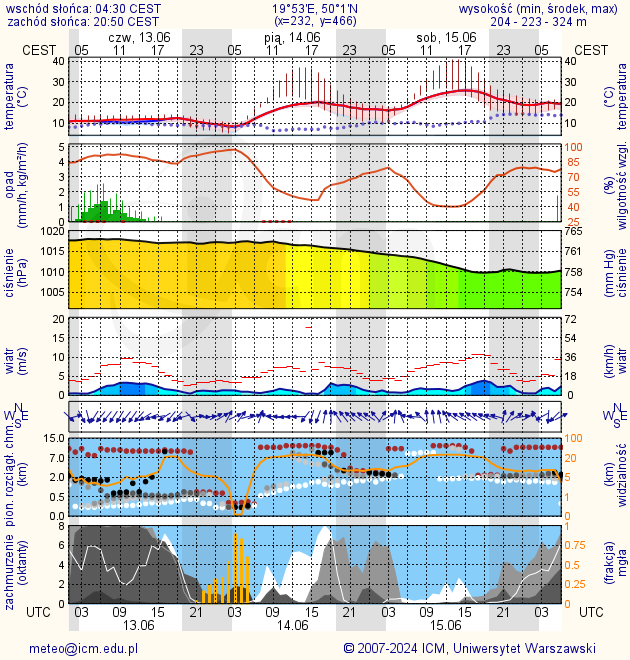 wschód słońca: 04:30 CEST 19°53'E, 50°1'N wysokość (min, środek, max)
zachód słońca: 20:50 CEST (x=232, y=466) 204 - 223 - 324 m
czw, 13.06 pią, 14.06 sob, 15.06
CEST 05 11 17 23 05 11 17 23 05 11 17 23 05 CEST
temperatura (°C)
40 30 20 10
40 30 20 10
temperatura (°C)
opad (mm/h, kg/m²/h)
5 4 3 2 1 0
100 85 70 55 40 25
(%) wilgotność wzgl.
ciśnienie (hPa)
1020 1015 1010 1005
765 761 758 754
(mm Hg) ciśnienie
wiatr (m/s)
20 15 10 5 0
72 54 36 18 0
(km/h) wiatr
N W E S
N W E S
pion. rozciągł. chm. (km)
15.0 7.0 2.0 0.5 0.0
100 20 15 1 0
(km) widzialność
zachmurzenie (oktanty)
8 6 4 2 0
1 0.75 0.5 0.25 0
(frakcja) mgła
UTC 03 09 15 21 03 09 15 21 03 09 15 21 03 UTC
13.06 14.06 15.06
meteo@icm.edu.pl © 2007-2024 ICM, Uniwersytet Warszawski